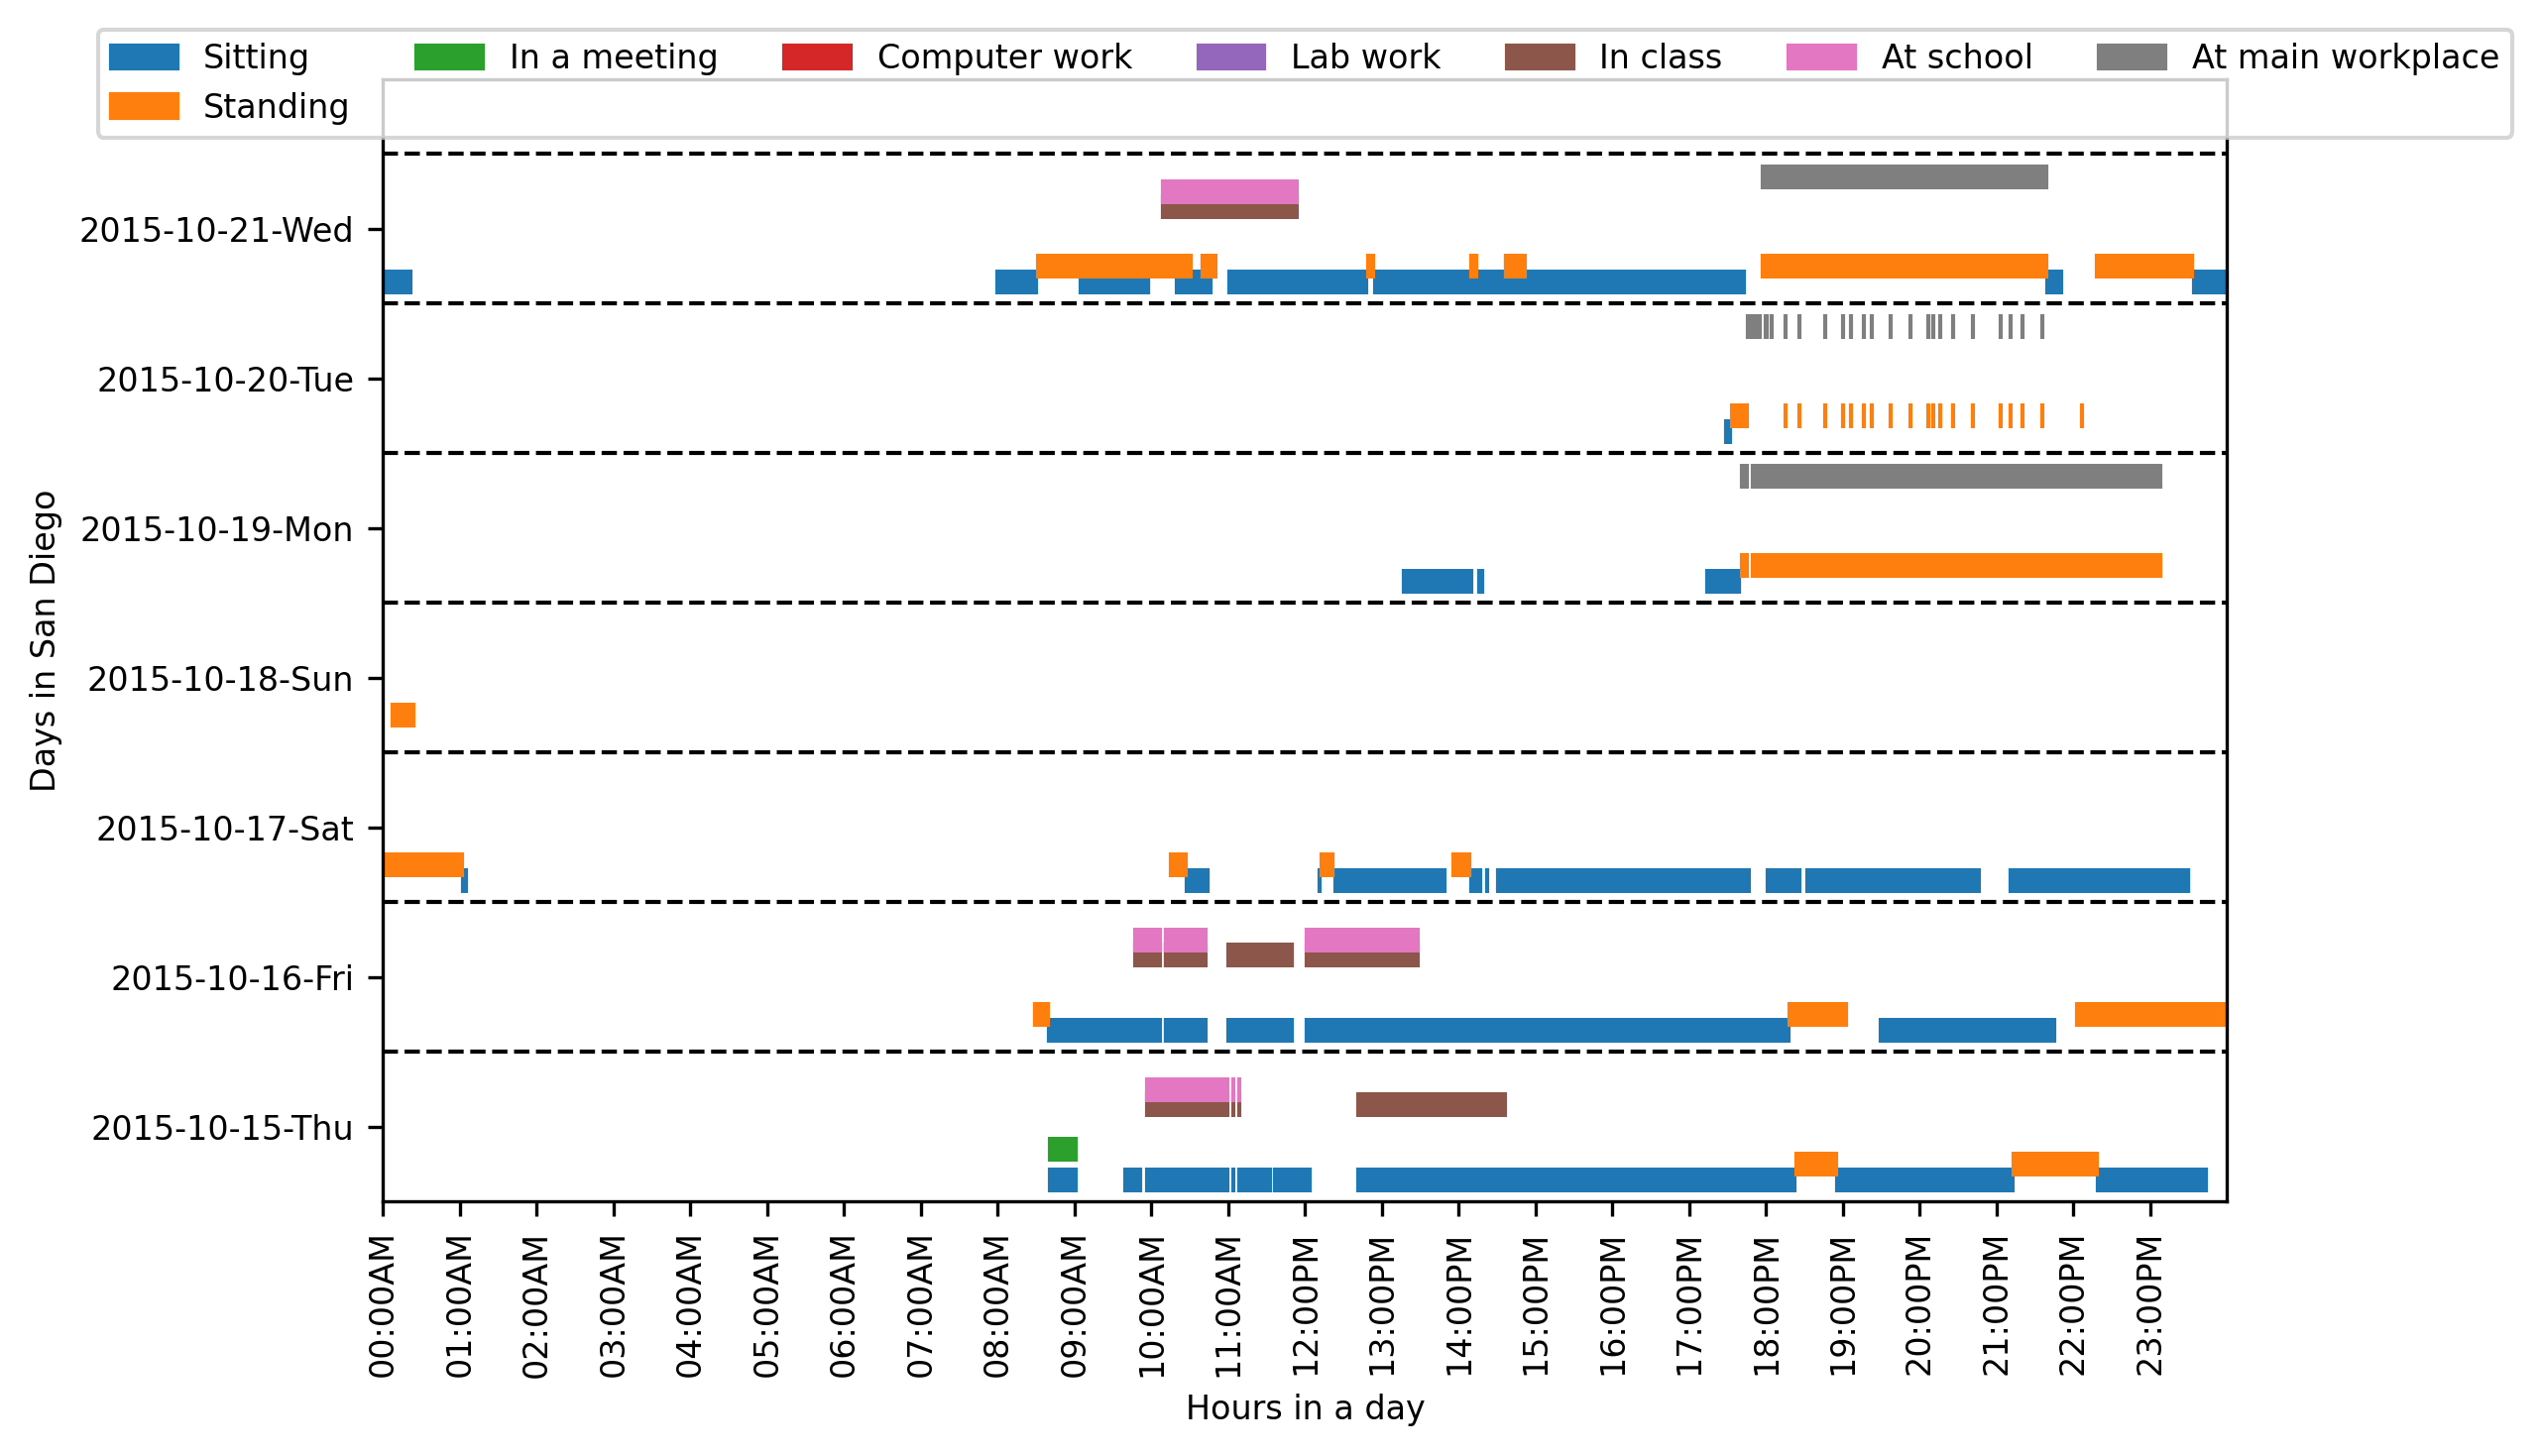 Sitting
Standing
In a meeting
Computer work
Lab work
In class
At school
At main workplace
Days in San Diego
2015-10-21-Wed
2015-10-20-Tue
2015-10-19-Mon
2015-10-18-Sun
2015-10-17-Sat
2015-10-16-Fri
2015-10-15-Thu
00:00AM
01:00AM
02:00AM
03:00AM
04:00AM
05:00AM
06:00AM
07:00AM
08:00AM
09:00AM
10:00AM
11:00AM
12:00PM
13:00PM
14:00PM
15:00PM
16:00PM
17:00PM
18:00PM
19:00PM
20:00PM
21:00PM
22:00PM
23:00PM
Hours in a day